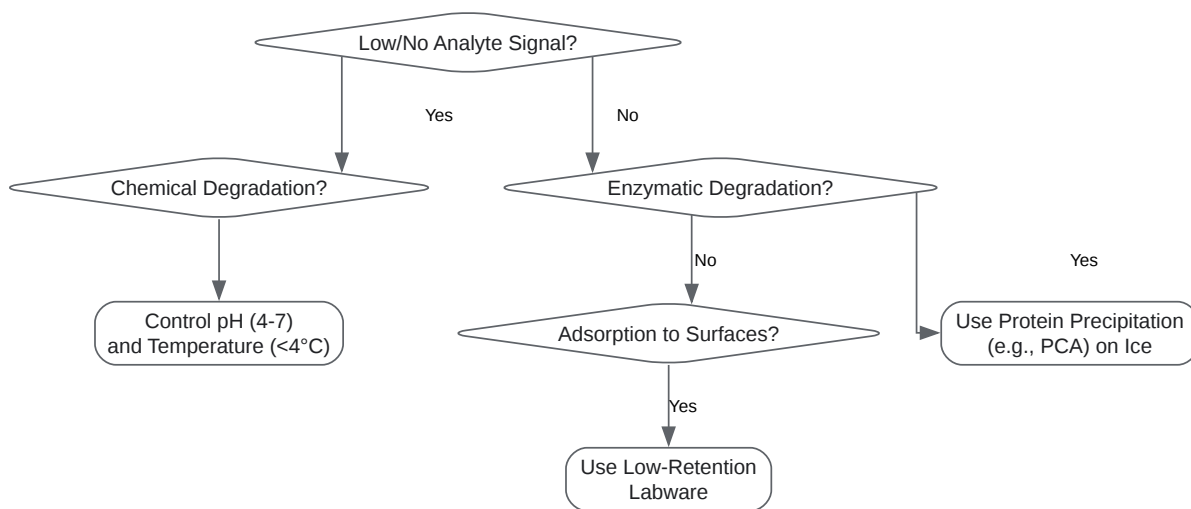 Low/No Analyte Signal?
Yes
No
Chemical Degradation?
Enzymatic Degradation?
No
Yes
Control pH (4-7)
and Temperature (<4°C)
Adsorption to Surfaces?
Use Protein Precipitation
(e.g., PCA) on Ice
Yes
Use Low-Retention
Labware